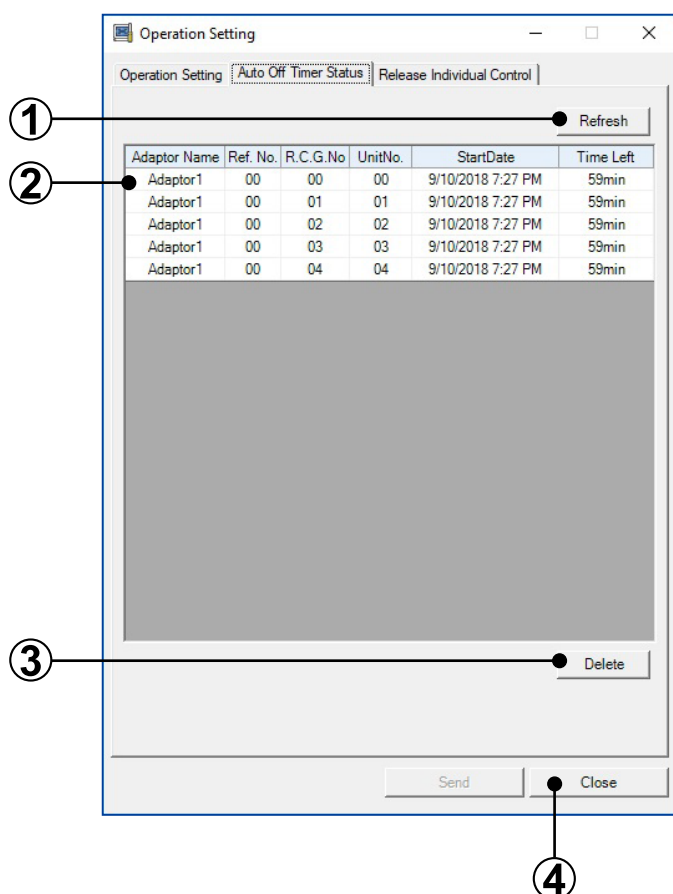 Operation Setting
Operation Setting Auto Off Timer Status Release Individual Control
1
Refresh
Adaptor Name Ref. No. R.C.G.No UnitNo. StartDate Time Left
2
Adaptor1 00 00 00 9/10/2018 7:27 PM 59min
Adaptor1 00 01 01 9/10/2018 7:27 PM 59min
Adaptor1 00 02 02 9/10/2018 7:27 PM 59min
Adaptor1 00 03 03 9/10/2018 7:27 PM 59min
Adaptor1 00 04 04 9/10/2018 7:27 PM 59min
3
Delete
Send Close
4